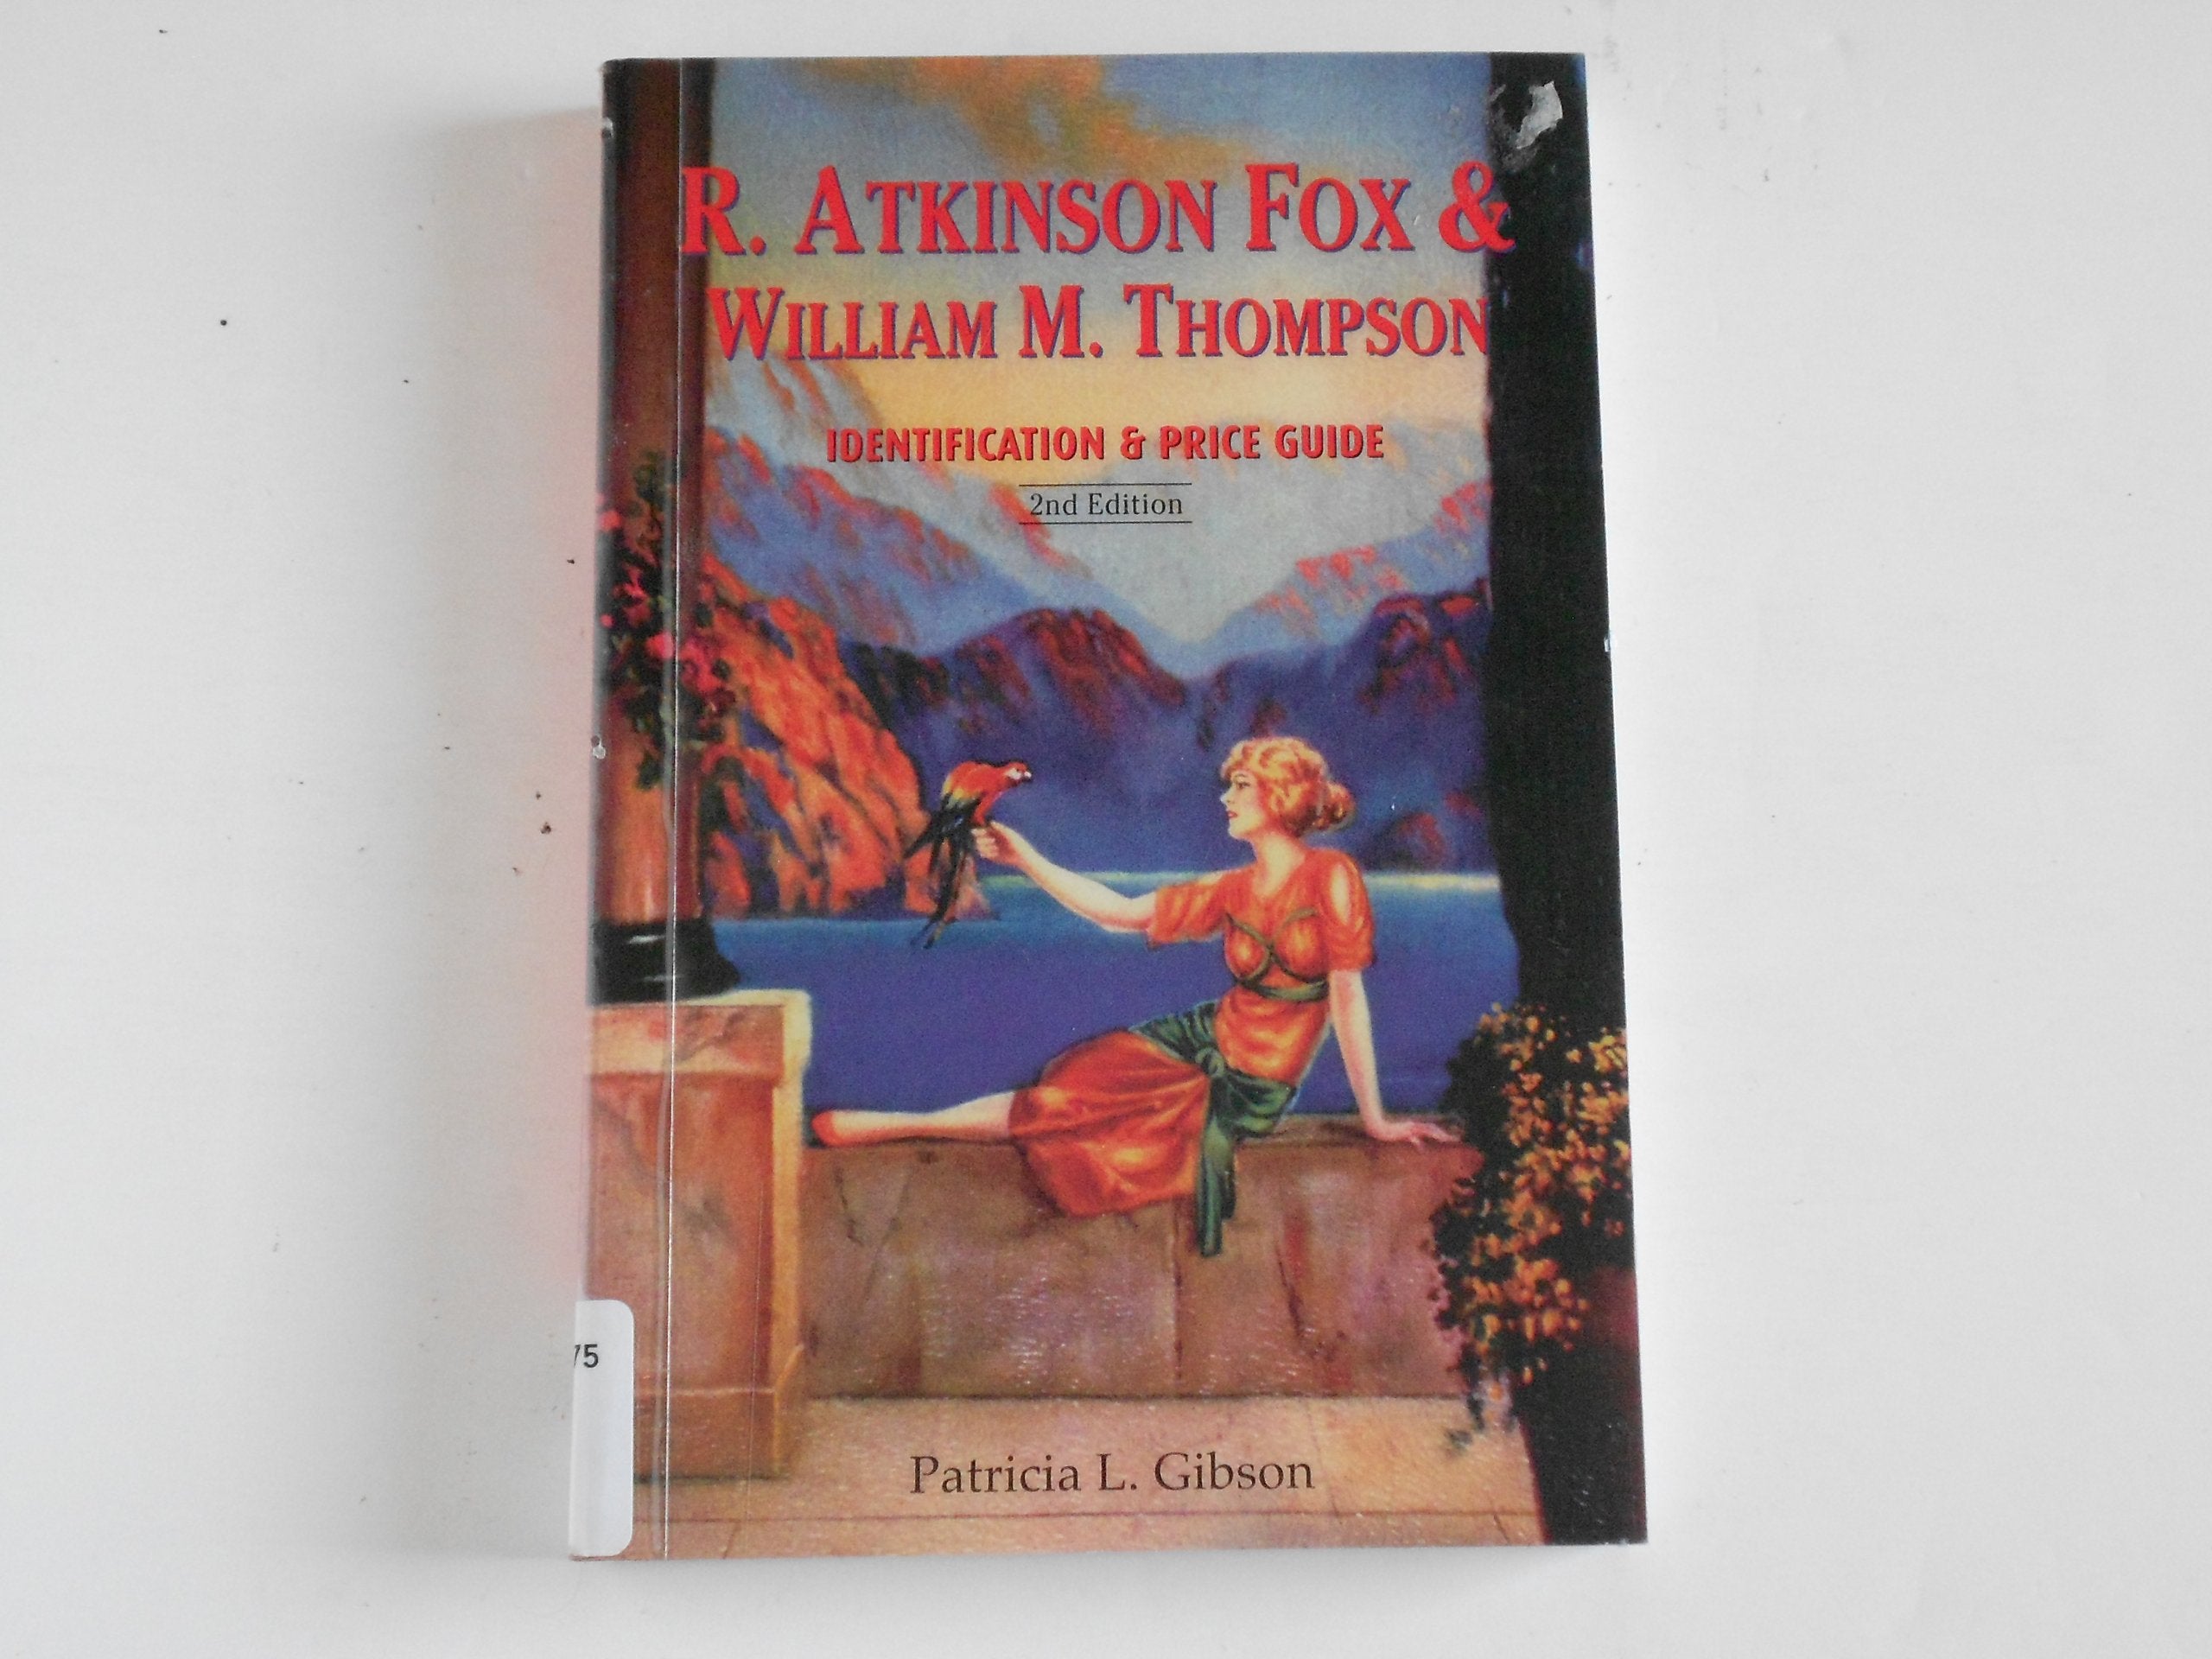 R. ATKINSON FOX &
WILLIAM M. THOMPSON
IDENTIFICATION & PRICE GUIDE
2nd Edition
75
Patricia L. Gibson